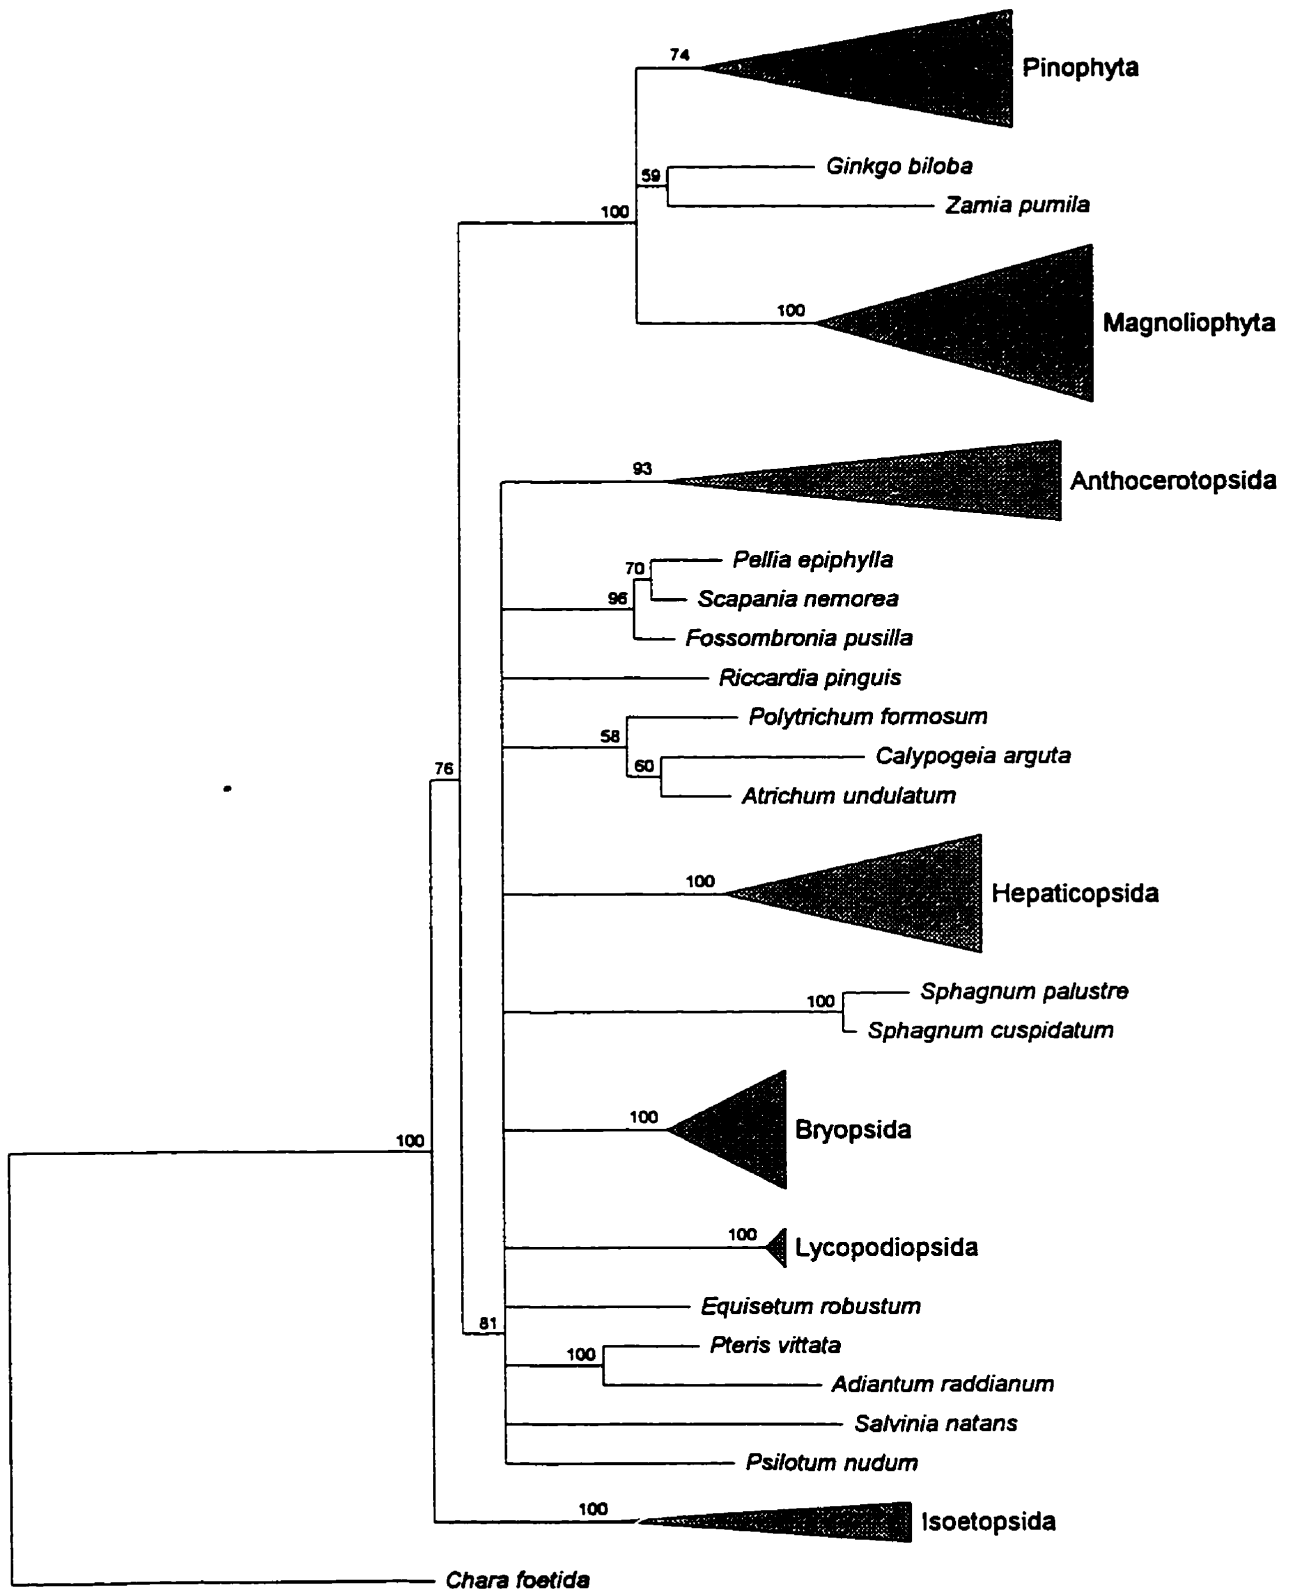 74
Pinophyta
Ginkgo biloba
59
Zamia pumila
100
100
Magnoliophyta
93
Anthocerotopsida
Pellia epiphylla
70
Scapania nemorea
96
Fossombronia pusilla
Riccardia pinguis
Polytrichum formosum
58
Calypogeia arguta
60
76
Atrichum undulatum
100
Hepaticopsida
Sphagnum palustre
100
Sphagnum cuspidatum
100
Bryopsida
100
100
Lycopodiopsida
Equisetum robustum
81
Pteris vittata
100
Adiantum raddianum
Salvinia natans
Psilotum nudum
100
Isoetopsida
Chara foetida